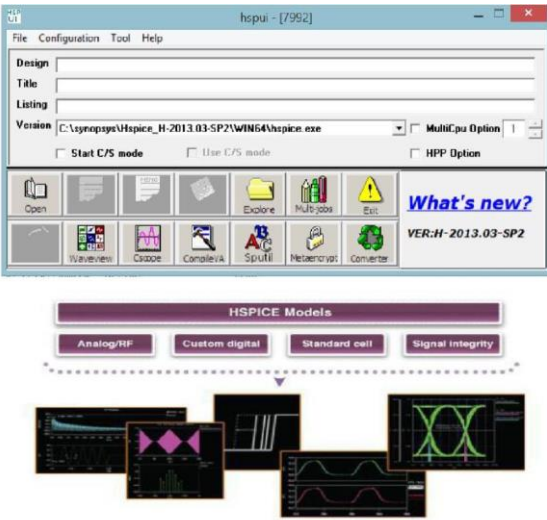 HSP
UI
hspui - [7992]
File Configuration Tool Help
Design
Title
Listing
Version C:\synopsys\Hspice_H-2013.03-SP2\WIN64\hspice.exe MultiCpu Option 1
Start C/S mode Use C/S mode HPP Option
Open Explore Multi-jobs Exit
What's new?
Waveview Cscope CompileVA Sputil Metaencrypt Converter
VER:H-2013.03-SP2
HSPICE Models
Analog/RF Custom digital Standard cell Signal integrity